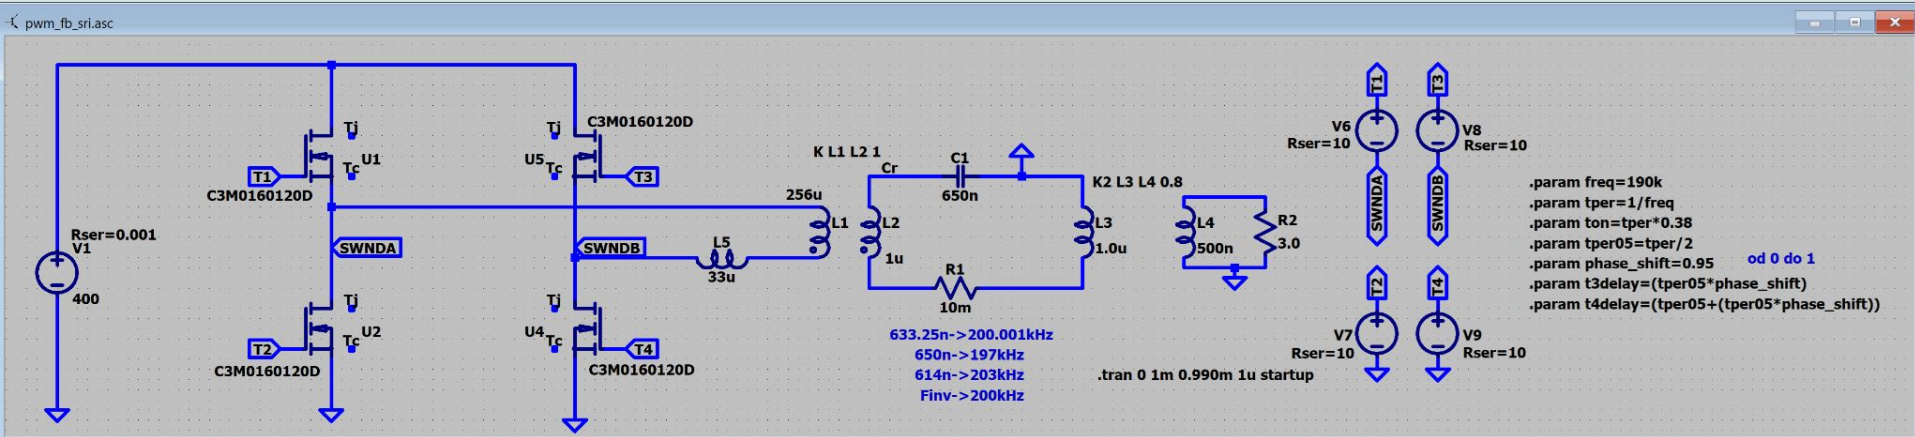 pwm_fb_sri.asc
Rser=0.001
V1
400
T1
C3M0160120D
Tj
Tc
U1
SWNDA
T2
C3M0160120D
Tj
Tc
U2
C3M0160120D
Tj
U5
Tc
T3
SWNDB
Tj
U4
Tc
T4
C3M0160120D
L5
33u
256u
L1
K L1 L2 1
L2
1u
Cr
C1
650n
R1
10m
K2 L3 L4 0.8
L3
1.0u
L4
500n
R2
3.0
633.25n->200.001kHz
650n->197kHz
614n->203kHz
Finv->200kHz
.tran 0 1m 0.990m 1u startup
T1
V6
Rser=10
SWNDA
T3
V8
Rser=10
SWNDB
T2
V7
Rser=10
T4
V9
Rser=10
.param freq=190k
.param tper=1/freq
.param ton=tper*0.38
.param tper05=tper/2
.param phase_shift=0.95 od 0 do 1
.param t3delay=(tper05*phase_shift)
.param t4delay=(tper05+(tper05*phase_shift))